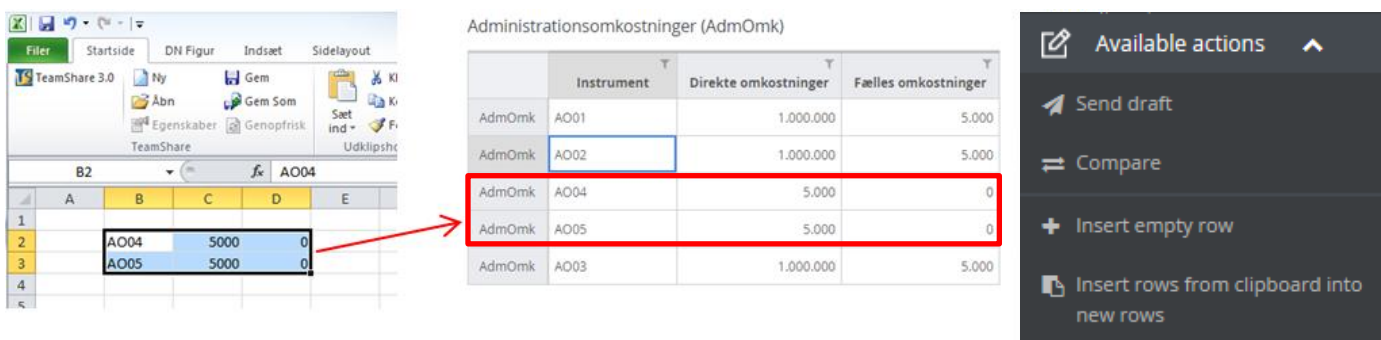 Filer Startside DN Figur Indsæt Sidelayout
TeamShare 3.0 Ny Gem
Åbn Gem Som
Egenskaber Genopfrisk
Sæt
ind
TeamShare
B2 fx AO04
A B C D E
1
2 AO04 5000 0
3 AO05 5000 0
4
5
Administrationsomkostninger (AdmOmk)
Instrument Direkte omkostninger Fælles omkostninger
AdmOmk AO01 1.000.000 5.000
AdmOmk AO02 1.000.000 5.000
AdmOmk AO04 5.000 0
AdmOmk AO05 5.000 0
AdmOmk AO03 1.000.000 5.000
Available actions
Send draft
Compare
Insert empty row
Insert rows from clipboard into
new rows